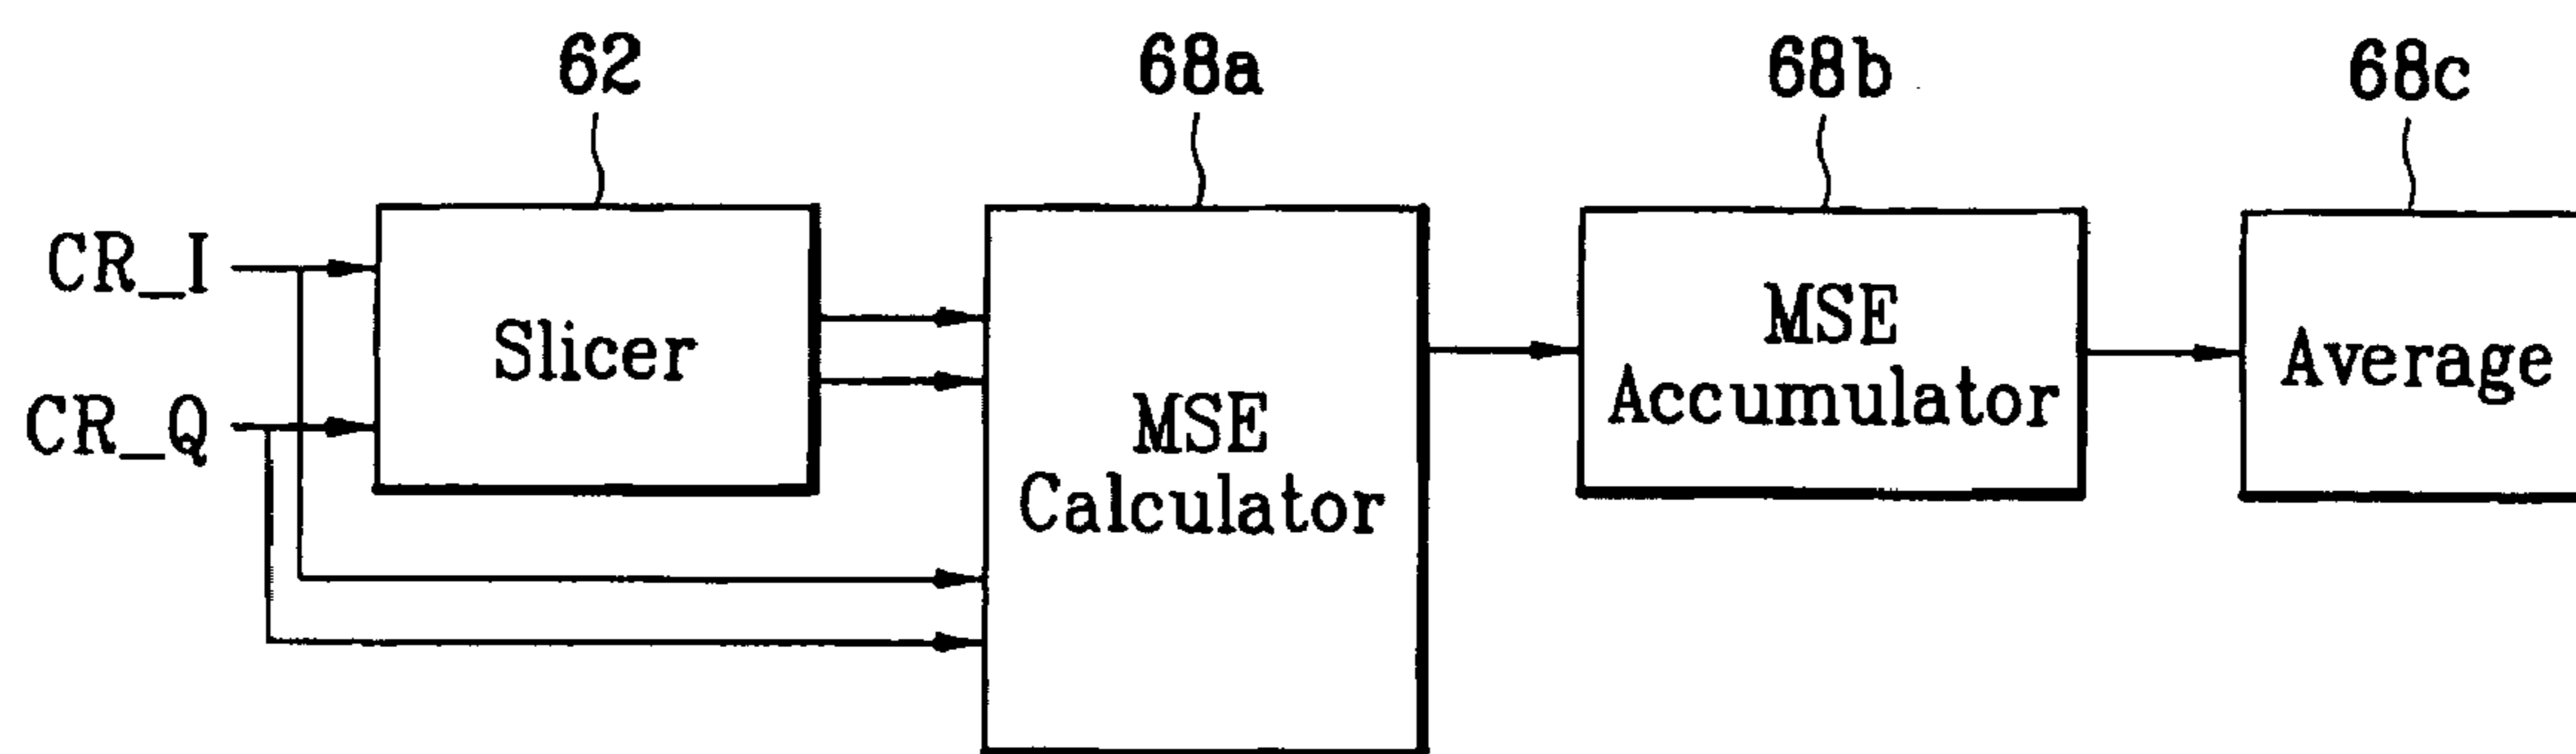 62
68a
68b
68c
CR_I
CR_Q
Slicer
MSE
Calculator
MSE
Accumulator
Average